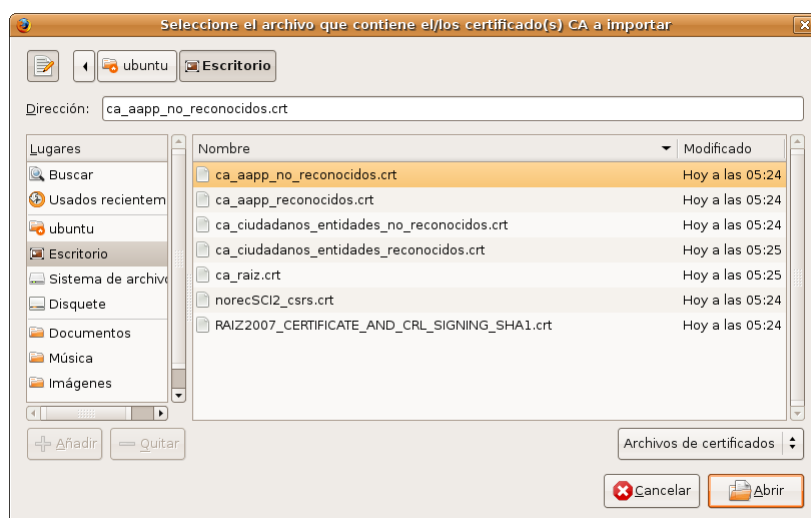 Seleccione el archivo que contiene el/los certificado(s) CA a importar
ubuntu Escritorio
Dirección: ca_aapp_no_reconocidos.crt
Lugares Nombre Modificado
Buscar ca_aapp_no_reconocidos.crt Hoy a las 05:24
Usados recientem ca_aapp_reconocidos.crt Hoy a las 05:24
ubuntu ca_ciudadanos_entidades_no_reconocidos.crt Hoy a las 05:24
Escritorio ca_ciudadanos_entidades_reconocidos.crt Hoy a las 05:25
Sistema de archivo ca_raiz.crt Hoy a las 05:25
Disquete norecSCI2_csrs.crt Hoy a las 05:24
Documentos RAIZ2007_CERTIFICATE_AND_CRL_SIGNING_SHA1.crt Hoy a las 05:24
Música
Imágenes
Añadir Quitar Archivos de certificados
Cancelar Abrir